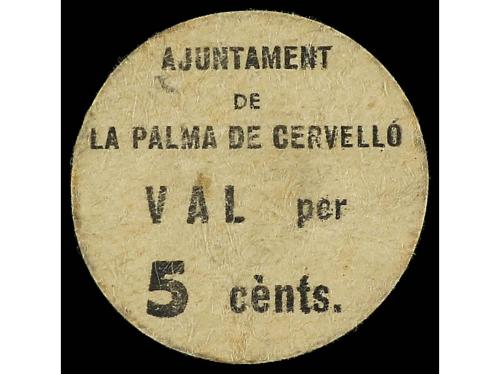 AJUNTAMENT
DE
LA PALMA DE CERVELLÓ
VAL per
5 cènts.